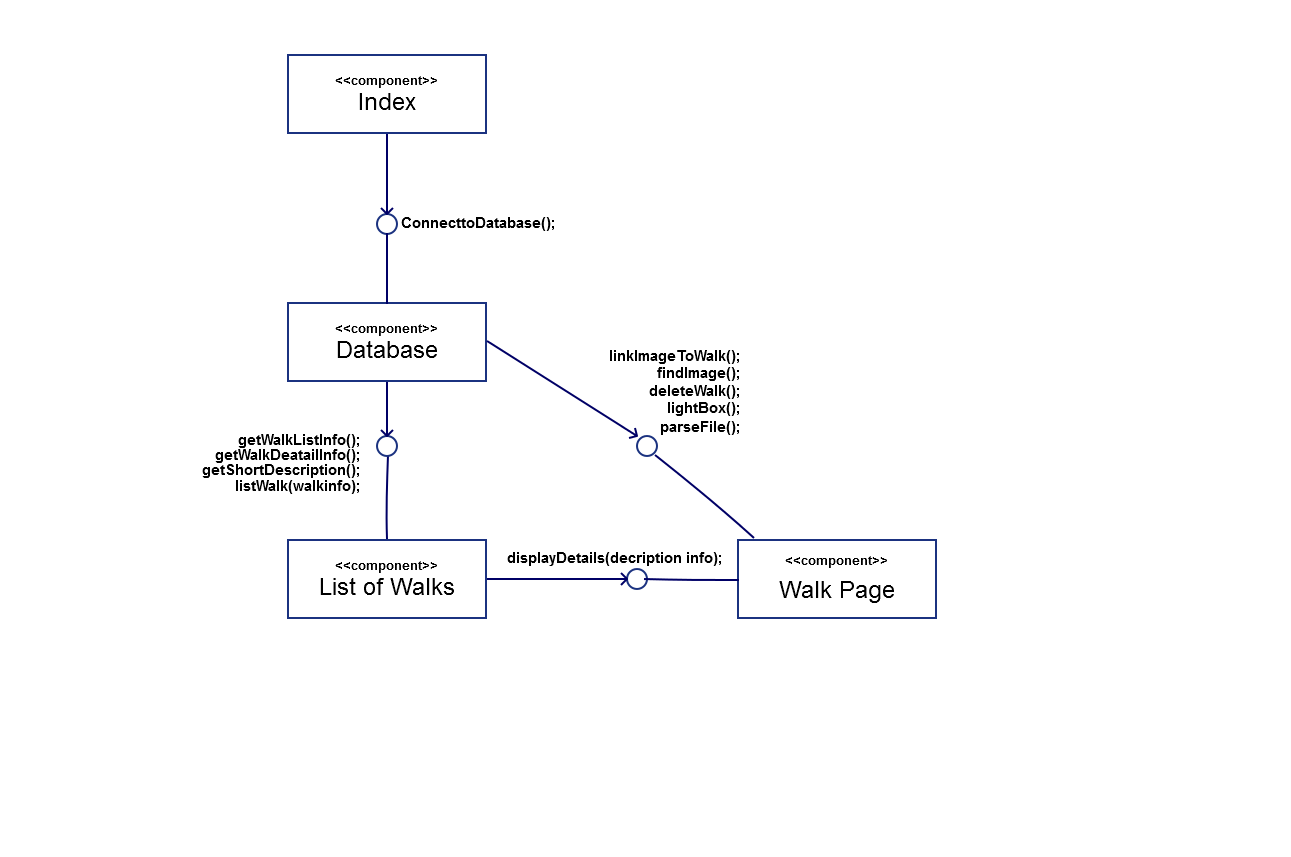 <<component>>
Index
ConnecttoDatabase();
<<component>>
Database
linkImageToWalk();
findImage();
deleteWalk();
lightBox();
parseFile();
getWalkListInfo();
getWalkDeatailInfo();
getShortDescription();
listWalk(walkinfo);
<<component>>
List of Walks
displayDetails(decription info);
<<component>>
Walk Page